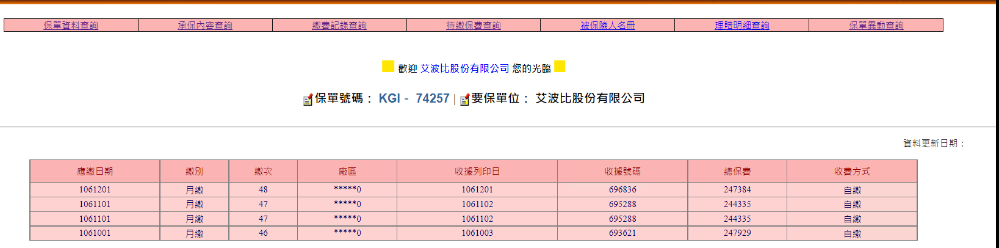 保單資料查詢 承保內容查詢 繳費記錄查詢 待繳保費查詢 被保險人名冊 理賠明細查詢 保單異動查詢
歡迎 艾波比股份有限公司 您的光臨
保單號碼： KGI - 74257 | 要保單位： 艾波比股份有限公司
資料更新日期：
應繳日期 繳別 繳次 廠區 收據列印日 收據號碼 總保費 收費方式
1061201 月繳 48 *****0 1061201 696836 247384 自繳
1061101 月繳 47 *****0 1061102 695288 244335 自繳
1061101 月繳 47 *****0 1061102 695288 244335 自繳
1061001 月繳 46 *****0 1061003 693621 247929 自繳